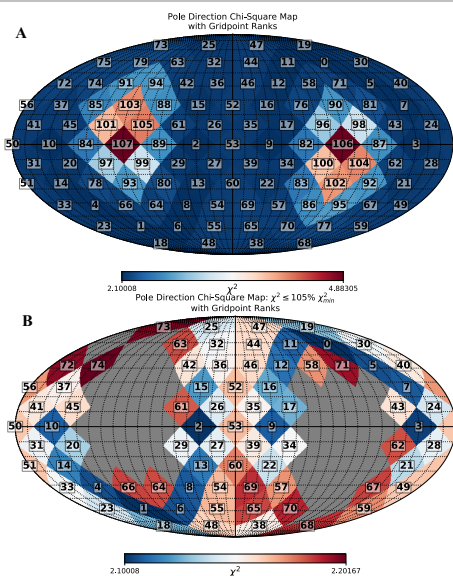 Pole Direction Chi-Square Map
with Gridpoint Ranks
A
73 25 47 19
75 79 63 32 44 11 0 30
72 74 91 94 42 36 46 12 58 71 5 40
56 37 85 103 88 15 52 16 76 90 81 7
41 45 101 105 61 26 35 17 96 98 43 24
50 10 84 107 89 2 53 9 82 106 87 3
31 20 97 99 29 27 39 34 100 104 62 28
51 14 83 93 80 13 60 22 83 102 92 21
33 4 66 64 8 54 69 57 86 95 67 49
23 1 6 55 65 70 77 59
18 48 38 68
2.10008 χ² 4.88305
Pole Direction Chi-Square Map: χ² ≤ 105% χ²min
with Gridpoint Ranks
B
73 25 47 19
63 32 44 11 0 30
72 74 42 36 46 12 58 71 5 40
56 37 15 52 16 7
41 45 61 26 35 17 43 24
50 10 2 53 9 3
31 20 29 27 39 34 62 28
51 14 13 60 22 21
33 4 66 64 8 54 69 57 67 49
23 1 6 55 65 70 59
18 48 38 68
2.10008 χ² 2.20167